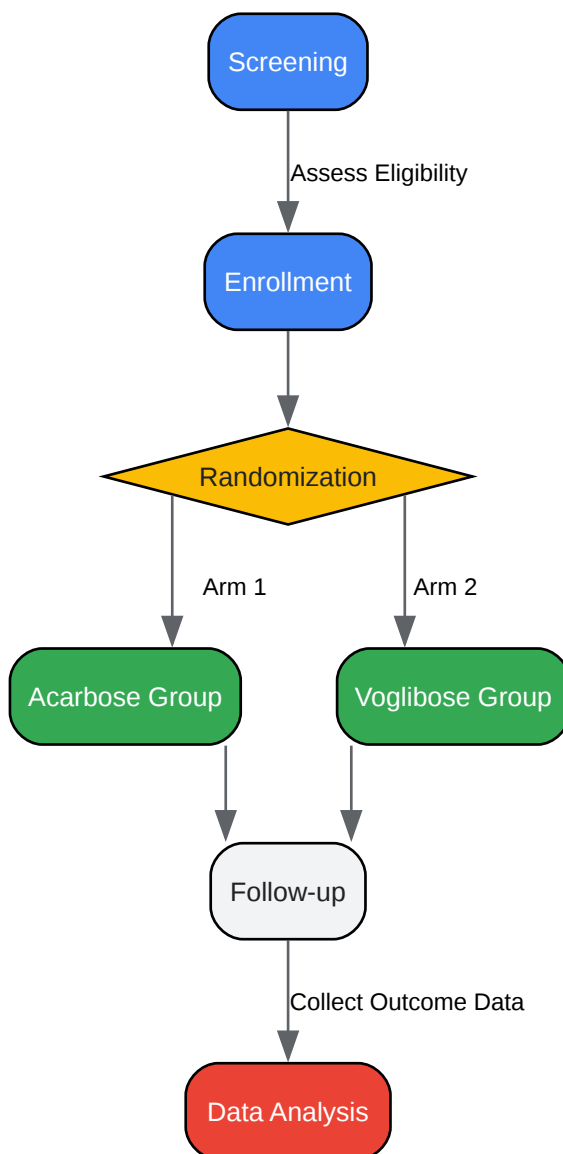 Screening
Assess Eligibility
Enrollment
Randomization
Arm 1
Arm 2
Acarbose Group
Voglibose Group
Follow-up
Collect Outcome Data
Data Analysis